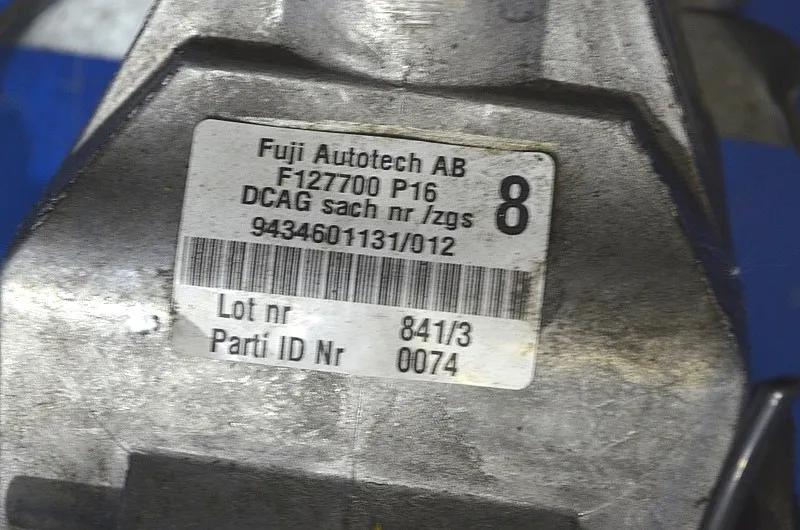 Fuji Autotech AB
F127700 P16
8
DCAG sach nr /zgs
9434601131/012
Lot nr 841/3
Parti ID Nr 0074